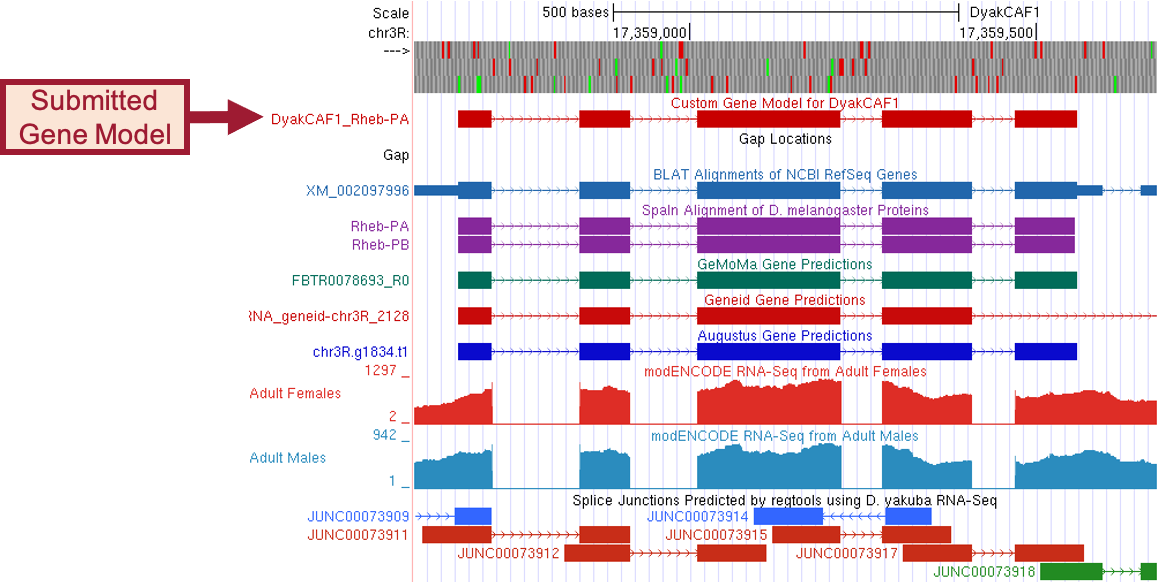 Scale
500 bases
DyakCAF1
chr3R:
17,359,000
17,359,500
--->
Submitted
Gene Model
Custom Gene Model for DyakCAF1
DyakCAF1_Rheb-PA
Gap Locations
Gap
BLAT Alignments of NCBI RefSeq Genes
XM_002097996
Spaln Alignment of D. melanogaster Proteins
Rheb-PA
Rheb-PB
GeMoMa Gene Predictions
FBTR0078693_R0
Geneid Gene Predictions
RNA_geneid-chr3R_2128
Augustus Gene Predictions
chr3R.g1834.t1
modENCODE RNA-Seq from Adult Females
1297 _
Adult Females
2 _
modENCODE RNA-Seq from Adult Males
942 _
Adult Males
1 _
Splice Junctions Predicted by regtools using D. yakuba RNA-Seq
JUNC00073909
JUNC00073914
JUNC00073911
JUNC00073915
JUNC00073912
JUNC00073917
JUNC00073918